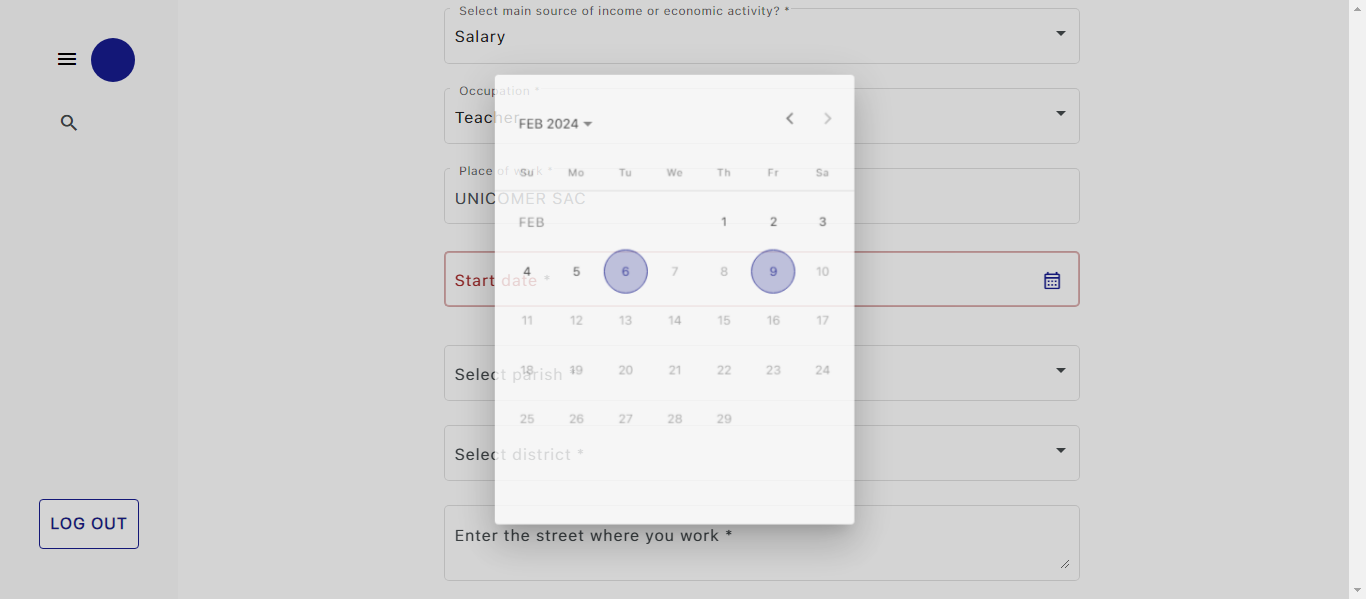 Select main source of income or economic activity? *
Salary
Occupation *
Teacher
FEB 2024
Place of work *
UNICOMER SAC
Su Mo Tu We Th Fr Sa
FEB 1 2 3
4 5 6 7 8 9 10
Start date *
11 12 13 14 15 16 17
18 19 20 21 22 23 24
Select parish *
25 26 27 28 29
Select district *
LOG OUT
Enter the street where you work *